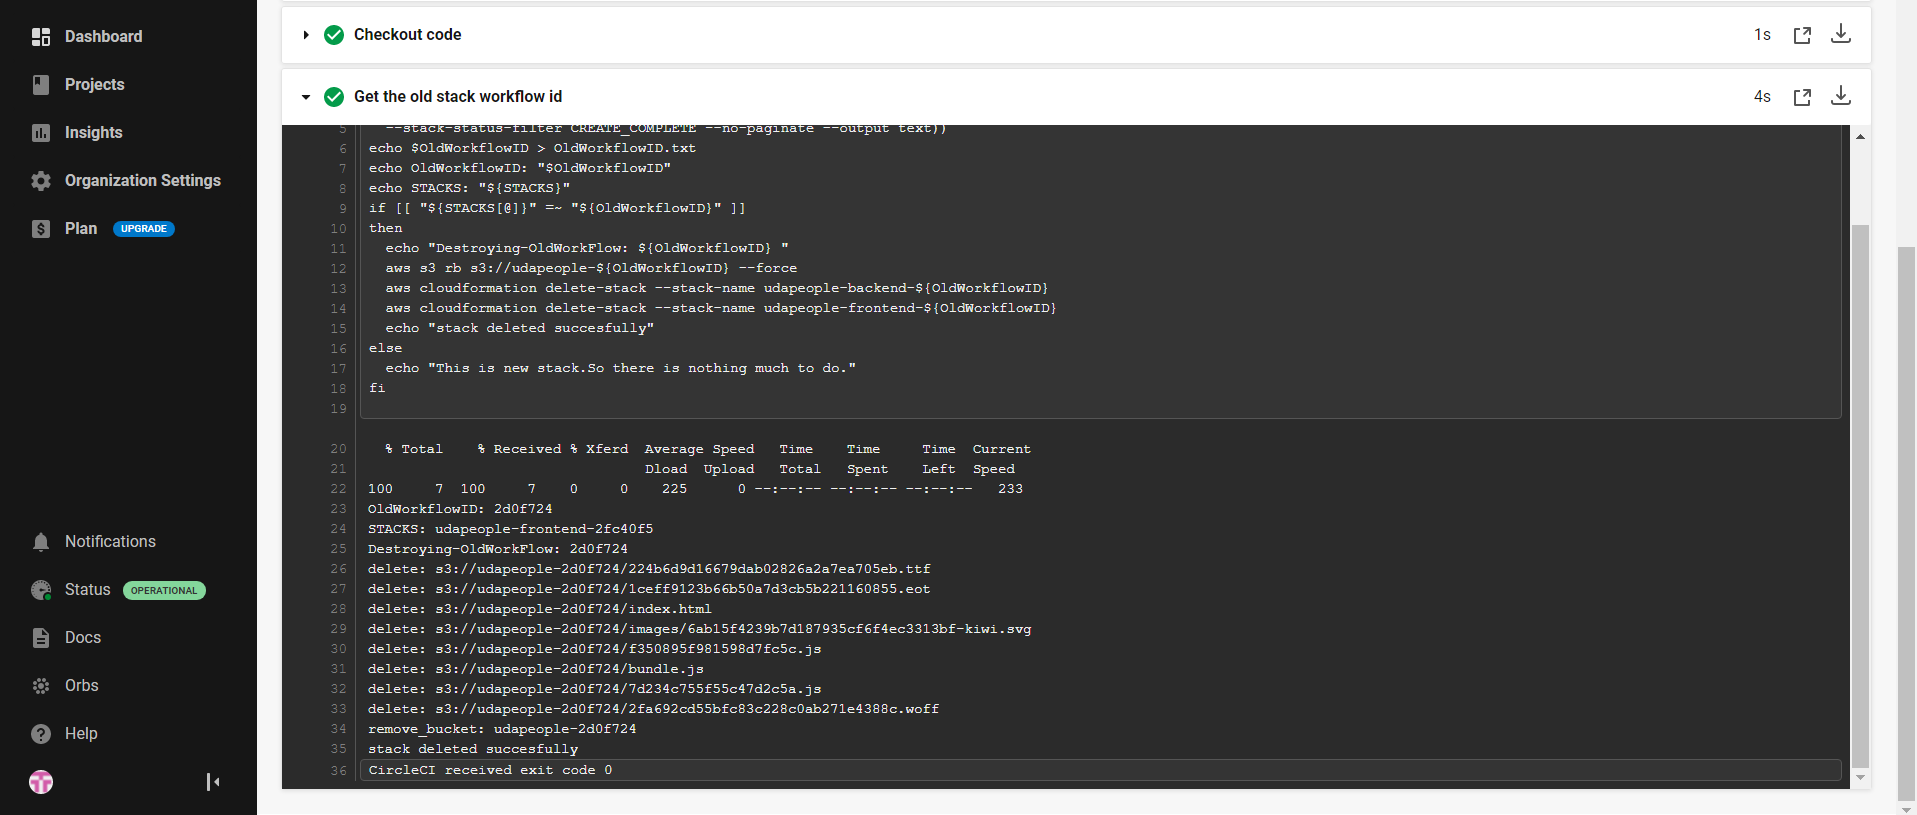 Dashboard
Projects
Insights
Organization Settings
Plan UPGRADE
Notifications
Status OPERATIONAL
Docs
Orbs
Help
Checkout code 1s
Get the old stack workflow id 4s
5 --stack-status-filter CREATE_COMPLETE --no-paginate --output text))
6 echo $OldWorkflowID > OldWorkflowID.txt
7 echo OldWorkflowID: "$OldWorkflowID"
8 echo STACKS: "${STACKS}"
9 if [[ "${STACKS[@]}" =~ "${OldWorkflowID}" ]]
10 then
11 echo "Destroying-OldWorkFlow: ${OldWorkflowID} "
12 aws s3 rb s3://udapeople-${OldWorkflowID} --force
13 aws cloudformation delete-stack --stack-name udapeople-backend-${OldWorkflowID}
14 aws cloudformation delete-stack --stack-name udapeople-frontend-${OldWorkflowID}
15 echo "stack deleted succesfully"
16 else
17 echo "This is new stack.So there is nothing much to do."
18 fi
19
20 % Total % Received % Xferd Average Speed Time Time Time Current
21 Dload Upload Total Spent Left Speed
22 100 7 100 7 0 0 225 0 --:--:-- --:--:-- --:--:-- 233
23 OldWorkflowID: 2d0f724
24 STACKS: udapeople-frontend-2fc40f5
25 Destroying-OldWorkFlow: 2d0f724
26 delete: s3://udapeople-2d0f724/224b6d9d16679dab02826a2a7ea705eb.ttf
27 delete: s3://udapeople-2d0f724/1ceff9123b66b50a7d3cb5b221160855.eot
28 delete: s3://udapeople-2d0f724/index.html
29 delete: s3://udapeople-2d0f724/images/6ab15f4239b7d187935cf6f4ec3313bf-kiwi.svg
30 delete: s3://udapeople-2d0f724/f350895f981598d7fc5c.js
31 delete: s3://udapeople-2d0f724/bundle.js
32 delete: s3://udapeople-2d0f724/7d234c755f55c47d2c5a.js
33 delete: s3://udapeople-2d0f724/2fa692cd55bfc83c228c0ab271e4388c.woff
34 remove_bucket: udapeople-2d0f724
35 stack deleted succesfully
36 CircleCI received exit code 0